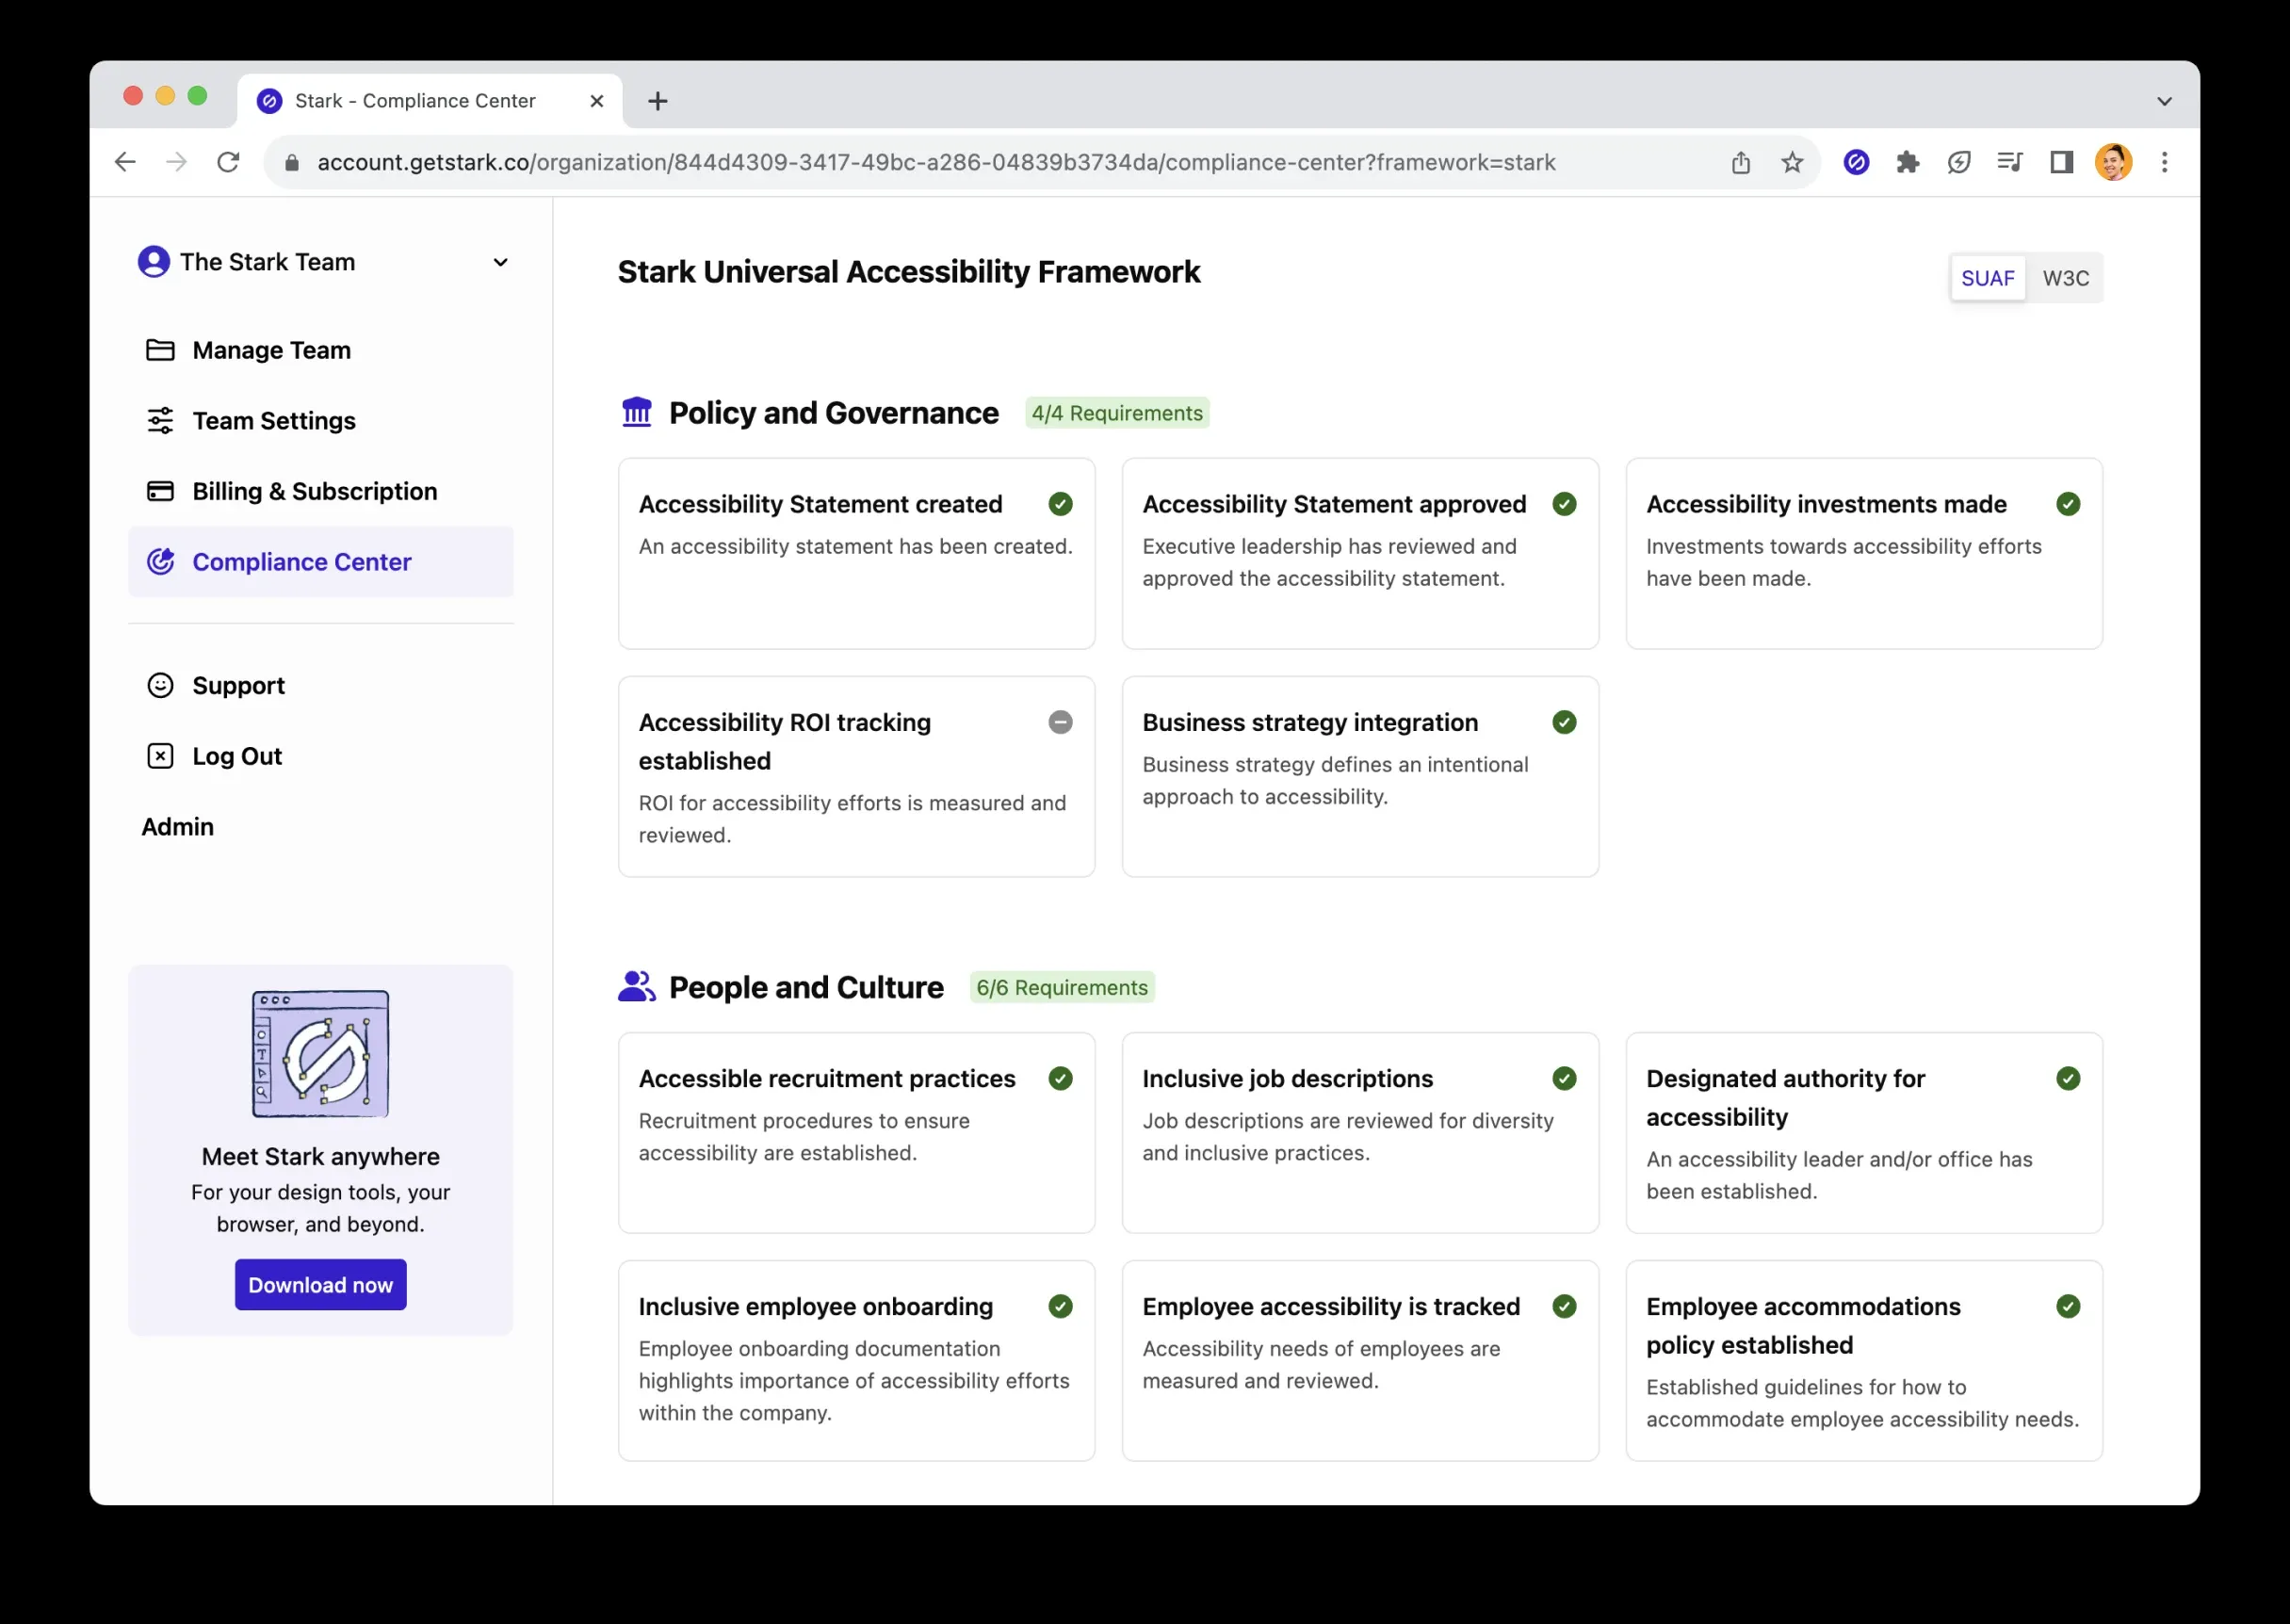 Stark - Compliance Center
account.getstark.co/organization/844d4309-3417-49bc-a286-04839b3734da/compliance-center?framework=stark
The Stark Team
Manage Team
Team Settings
Billing & Subscription
Compliance Center
Support
Log Out
Admin
Meet Stark anywhere
For your design tools, your
browser, and beyond.
Download now
Stark Universal Accessibility Framework
SUAF W3C
Policy and Governance 4/4 Requirements
Accessibility Statement created
An accessibility statement has been created.
Accessibility Statement approved
Executive leadership has reviewed and
approved the accessibility statement.
Accessibility investments made
Investments towards accessibility efforts
have been made.
Accessibility ROI tracking
established
ROI for accessibility efforts is measured and
reviewed.
Business strategy integration
Business strategy defines an intentional
approach to accessibility.
People and Culture 6/6 Requirements
Accessible recruitment practices
Recruitment procedures to ensure
accessibility are established.
Inclusive job descriptions
Job descriptions are reviewed for diversity
and inclusive practices.
Designated authority for
accessibility
An accessibility leader and/or office has
been established.
Inclusive employee onboarding
Employee onboarding documentation
highlights importance of accessibility efforts
within the company.
Employee accessibility is tracked
Accessibility needs of employees are
measured and reviewed.
Employee accommodations
policy established
Established guidelines for how to
accommodate employee accessibility needs.